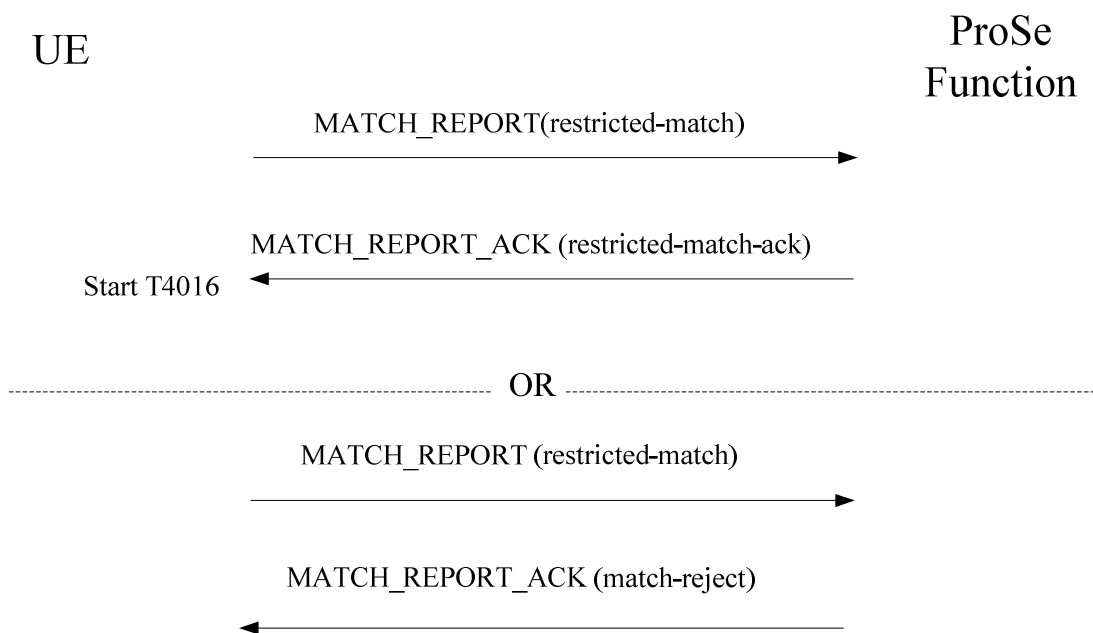 UE
ProSe
Function
MATCH_REPORT(restricted-match)
MATCH_REPORT_ACK (restricted-match-ack)
Start T4016
OR
MATCH_REPORT (restricted-match)
MATCH_REPORT_ACK (match-reject)